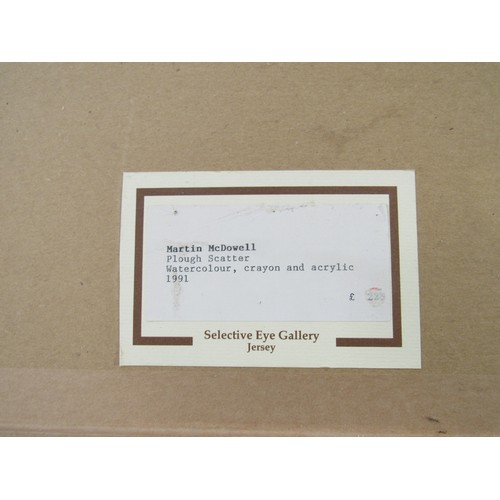 Martin McDowell
Plough Scatter
Watercolour, crayon and acrylic
1991
£
Selective Eye Gallery
Jersey